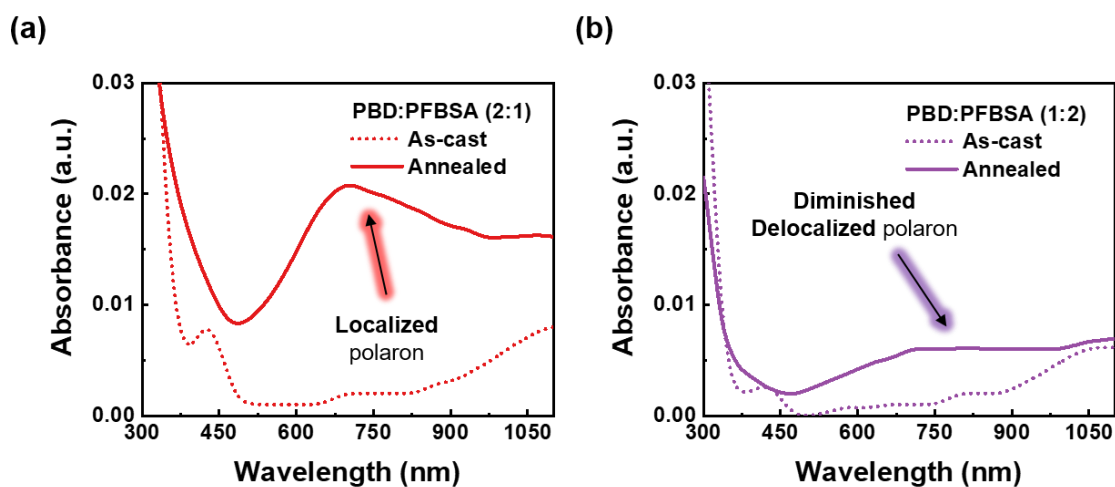 (a)
Absorbance (a.u.)
0.03
0.02
0.01
0.00
PBD:PFBSA (2:1)
As-cast
Annealed
Localized
polaron
300 450 600 750 900 1050
Wavelength (nm)
(b)
Absorbance (a.u.)
0.03
0.02
0.01
0.00
PBD:PFBSA (1:2)
As-cast
Annealed
Diminished
Delocalized polaron
300 450 600 750 900 1050
Wavelength (nm)